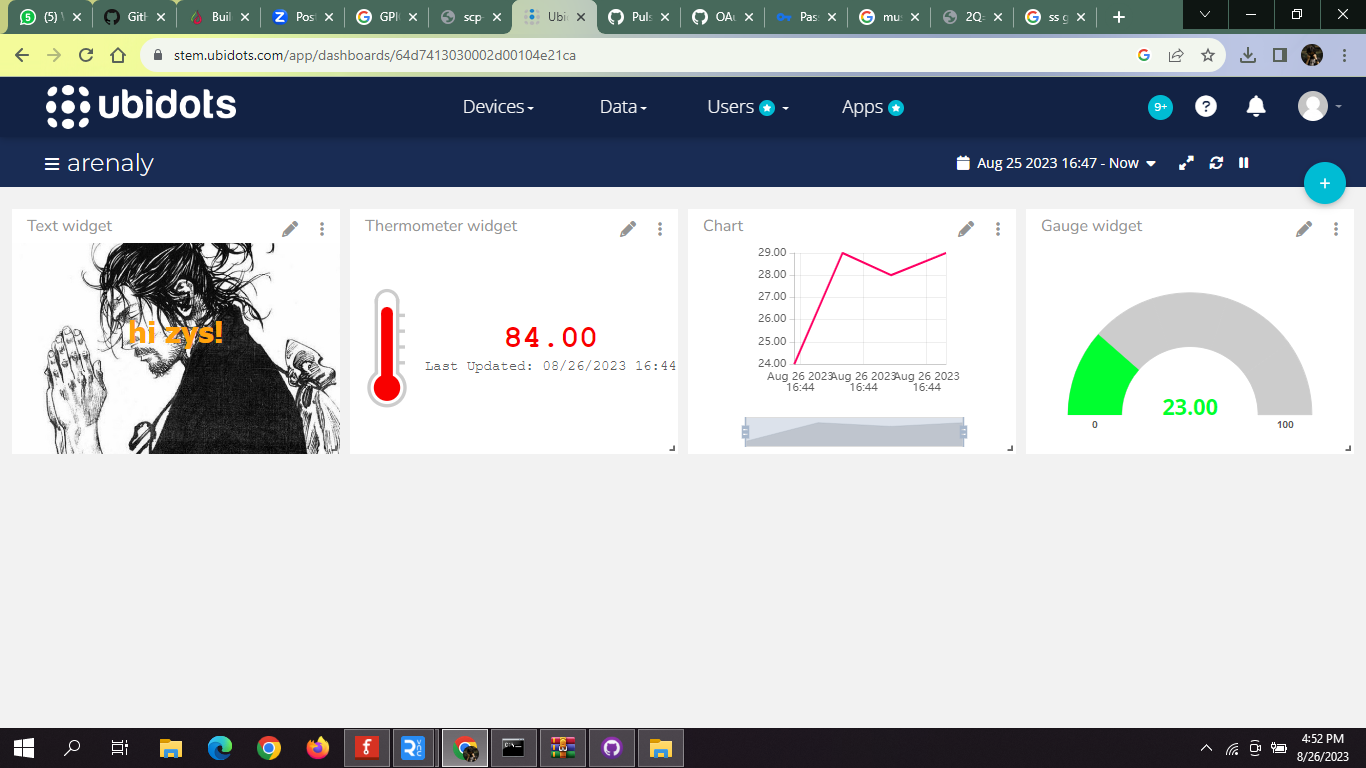 (5) W
GitH
Buil
Post
GPIO
scp-
Ubid
Puls
OAu
Pass
mus
2Q=
ss g
stem.ubidots.com/app/dashboards/64d7413030002d00104e21ca
ubidots
Devices
Data
Users
Apps
9+
?
arenaly
Aug 25 2023 16:47 - Now
+
Text widget
hi zys!
Thermometer widget
84.00
Last Updated: 08/26/2023 16:44
Chart
29.00
28.00
27.00
26.00
25.00
24.00
Aug 26 2023 Aug 26 2023 Aug 26 2023
16:44 16:44 16:44
Gauge widget
23.00
0 100
4:52 PM
8/26/2023